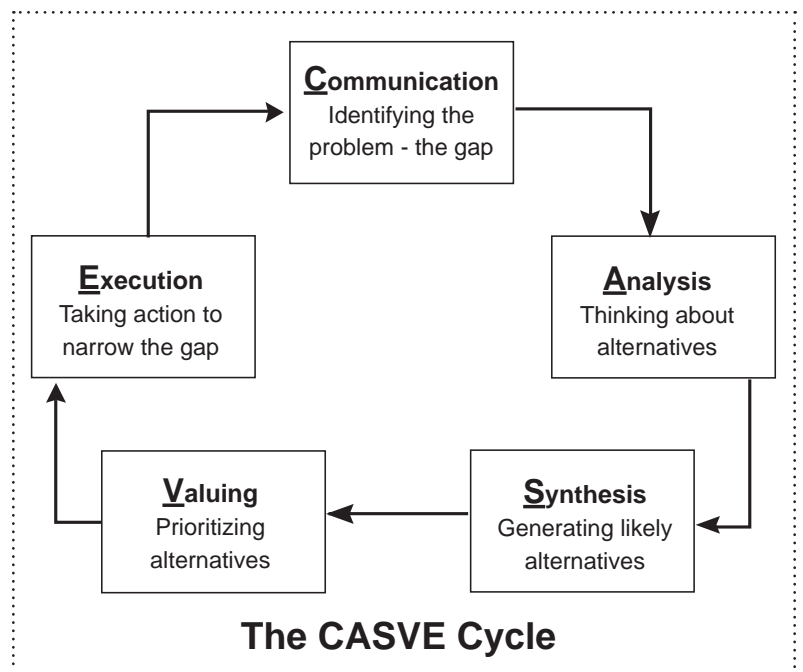 Communication
Identifying the
problem - the gap
Analysis
Thinking about
alternatives
Synthesis
Generating likely
alternatives
Valuing
Prioritizing
alternatives
Execution
Taking action to
narrow the gap
The CASVE Cycle